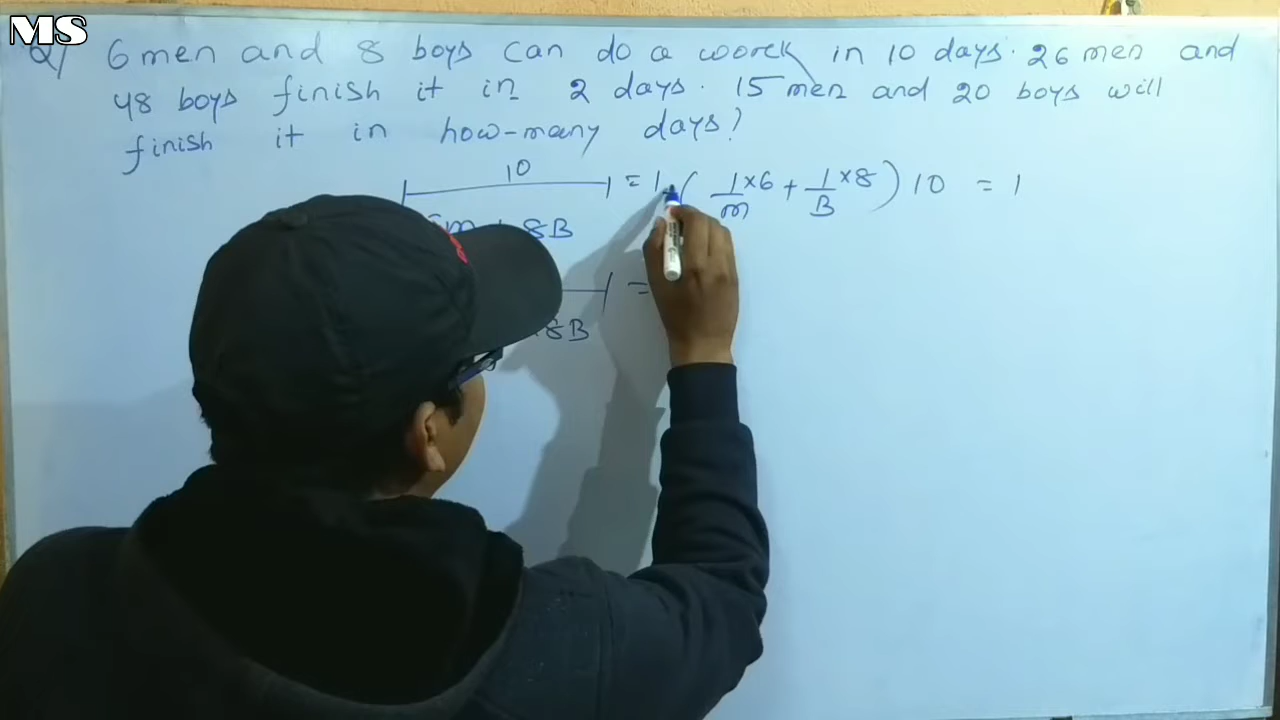 MS
Q) 6 men and 8 boys can do a woork in 10 days. 26 men and
48 boys finish it in 2 days. 15 men and 20 boys will
finish it in how-many days?
10 = 1 ( 1/m ×6 + 1/B ×8 ) 10 = 1
m + 8B
=
8B